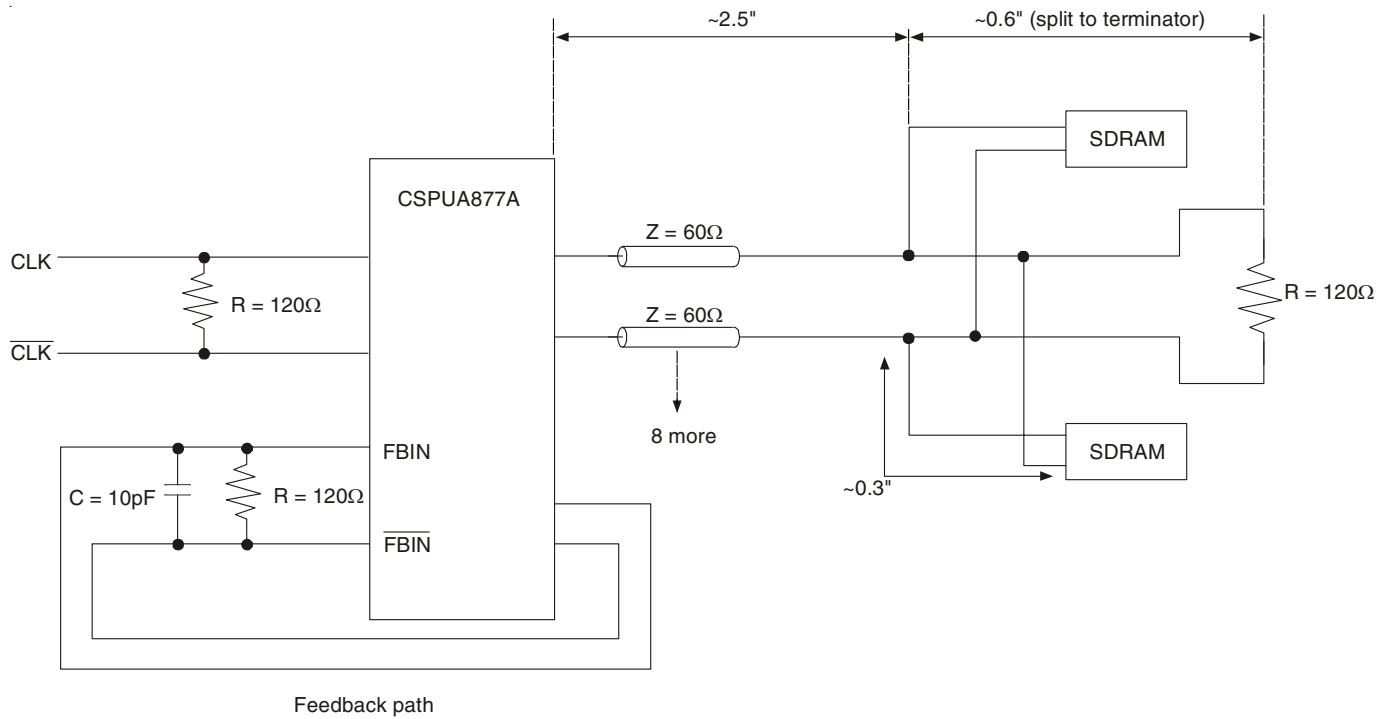 ~2.5"
~0.6" (split to terminator)
SDRAM
CSPUA877A
Z = 60Ω
CLK
R = 120Ω
R = 120Ω
Z = 60Ω
CLK
8 more
FBIN
SDRAM
C = 10pF
R = 120Ω
~0.3"
FBIN
Feedback path